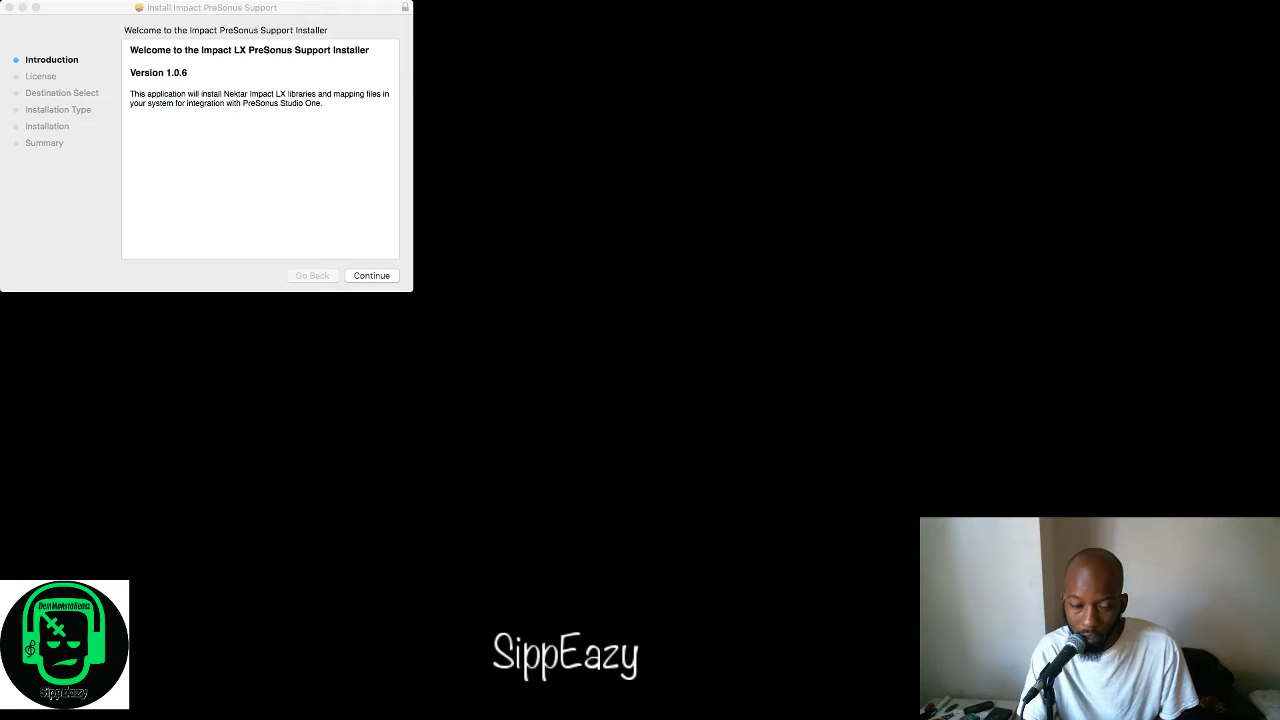 Install Impact PreSonus Support
Welcome to the Impact PreSonus Support Installer
Introduction
License
Destination Select
Installation Type
Installation
Summary
Welcome to the Impact LX PreSonus Support Installer
Version 1.0.6
This application will install Nektar Impact LX libraries and mapping files in
your system for integration with PreSonus Studio One.
Go Back
Continue
DemMonstaBeatz
SippEazy
SippEazy